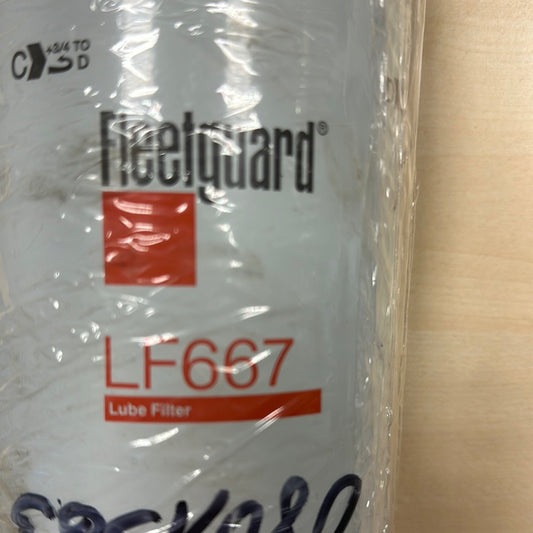 +3/4 TO
C D
Fleetguard®
LF667
Lube Filter